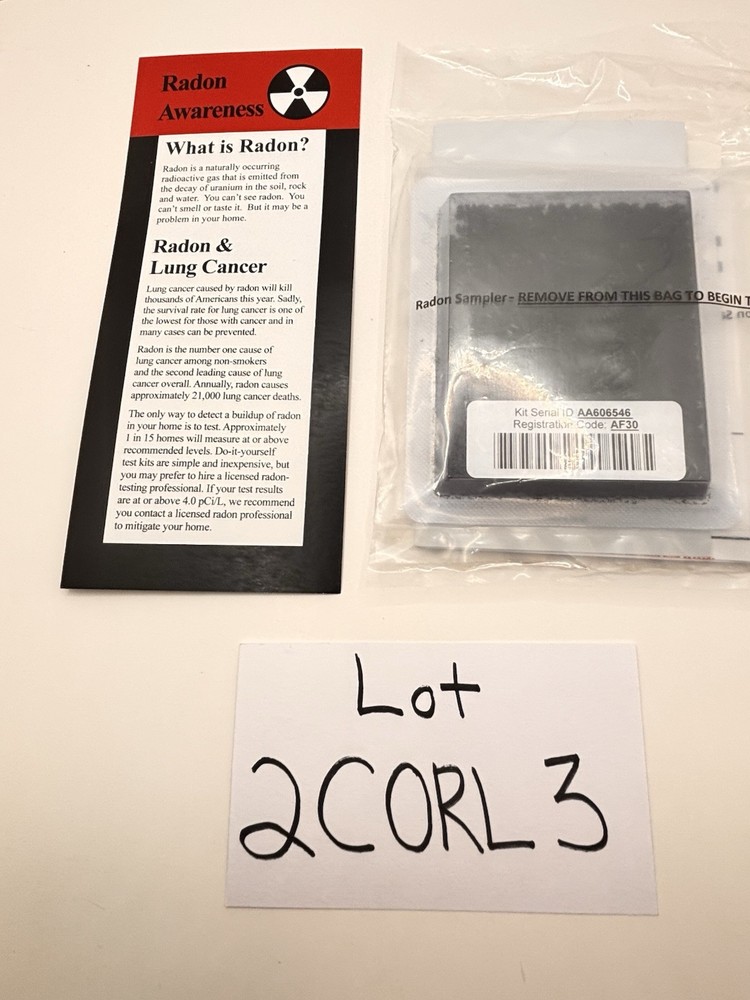 Radon
Awareness
What is Radon?
Radon is a naturally occurring
radioactive gas that is emitted from
the decay of uranium in the soil, rock
and water. You can't see radon. You
can't smell or taste it. But it may be a
problem in your home.
Radon &
Lung Cancer
Lung cancer caused by radon will kill
thousands of Americans this year. Sadly,
the survival rate for lung cancer is one of
the lowest for those with cancer and in
many cases can be prevented.
Radon is the number one cause of
lung cancer among non-smokers
and the second leading cause of lung
cancer overall. Annually, radon causes
approximately 21,000 lung cancer deaths.
The only way to detect a buildup of radon
in your home is to test. Approximately
1 in 15 homes will measure at or above
recommended levels. Do-it-yourself
test kits are simple and inexpensive, but
you may prefer to hire a licensed radon-
testing professional. If your test results
are at or above 4.0 pCi/L, we recommend
you contact a licensed radon professional
to mitigate your home.
Radon Sampler - REMOVE FROM THIS BAG TO BEGIN T
Kit Serial ID AA606546
Registration Code: AF30
Lot
2CORL3